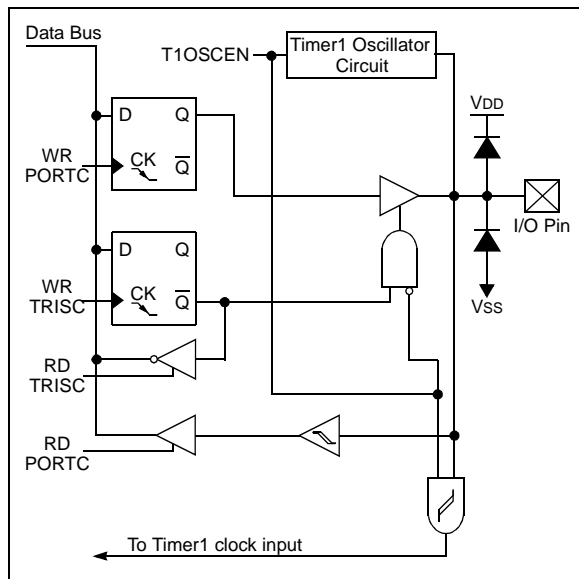 Data Bus
T1OSCEN
Timer1 Oscillator
Circuit
VDD
D Q
WR
PORTC
CK
Q
I/O Pin
D Q
WR
TRISC
CK
Q
VSS
RD
TRISC
RD
PORTC
To Timer1 clock input